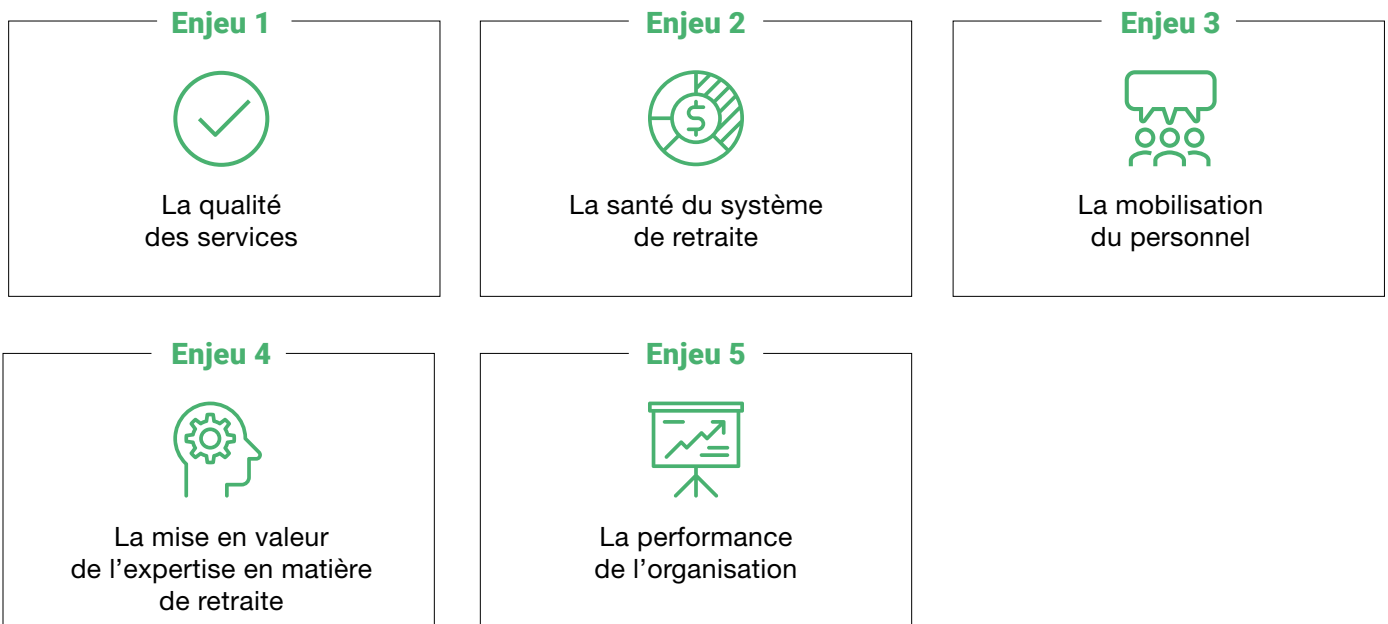 Enjeu 1
La qualité
des services
Enjeu 2
$
La santé du système
de retraite
Enjeu 3
La mobilisation
du personnel
Enjeu 4
La mise en valeur
de l’expertise en matière
de retraite
Enjeu 5
La performance
de l’organisation